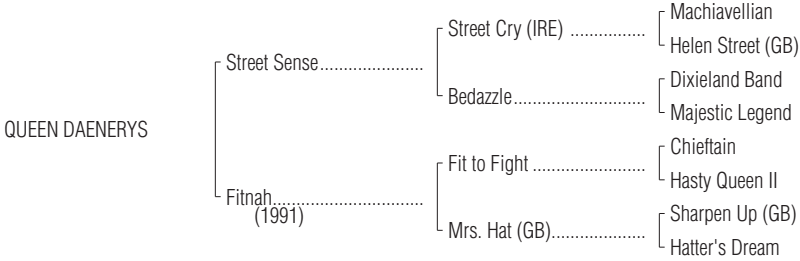 Machiavellian
Street Cry (IRE) ................
Helen Street (GB)
Street Sense......................
Dixieland Band
Bedazzle............................
Majestic Legend
QUEEN DAENERYS
Chieftain
Fit to Fight ........................
Hasty Queen II
Fitnah................................
(1991)
Sharpen Up (GB)
Mrs. Hat (GB)....................
Hatter's Dream